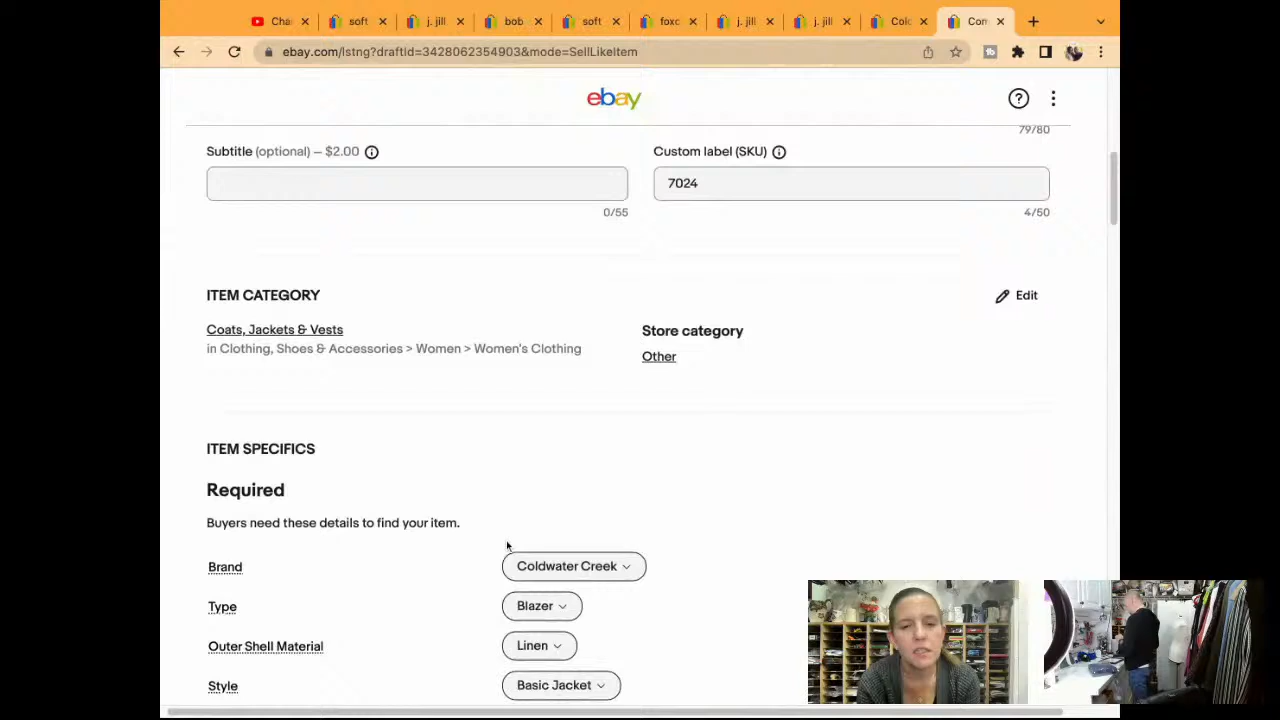 Cha
soft
j. jill
bob
soft
foxc
j. jill
j. jill
Colc
Con
ebay.com/lstng?draftId=3428062354903&mode=SellLikeItem
ebay
79/80
Subtitle (optional) – $2.00
Custom label (SKU)
7024
0/55
4/50
ITEM CATEGORY
Edit
Coats, Jackets & Vests
in Clothing, Shoes & Accessories > Women > Women's Clothing
Store category
Other
ITEM SPECIFICS
Required
Buyers need these details to find your item.
Brand
Coldwater Creek
Type
Blazer
Outer Shell Material
Linen
Style
Basic Jacket